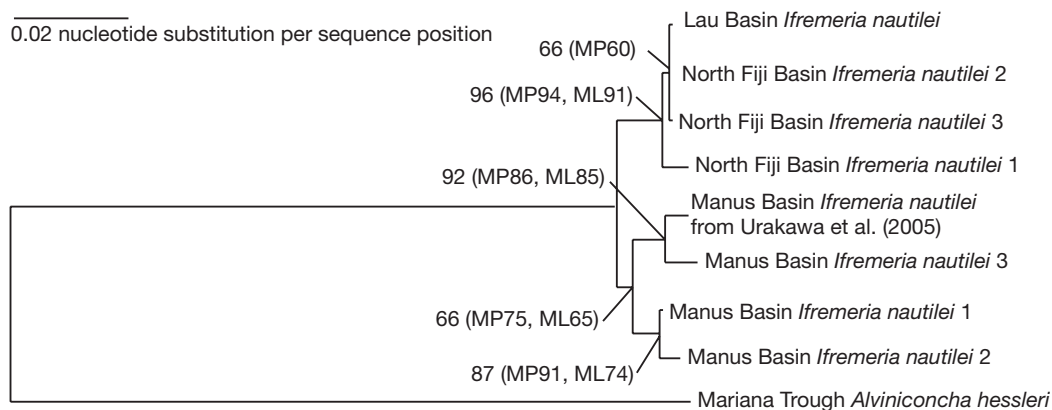 0.02 nucleotide substitution per sequence position
Lau Basin Ifremeria nautilei
66 (MP60)
North Fiji Basin Ifremeria nautilei 2
96 (MP94, ML91)
North Fiji Basin Ifremeria nautilei 3
North Fiji Basin Ifremeria nautilei 1
92 (MP86, ML85)
Manus Basin Ifremeria nautilei
from Urakawa et al. (2005)
Manus Basin Ifremeria nautilei 3
66 (MP75, ML65)
Manus Basin Ifremeria nautilei 1
Manus Basin Ifremeria nautilei 2
87 (MP91, ML74)
Mariana Trough Alviniconcha hessleri